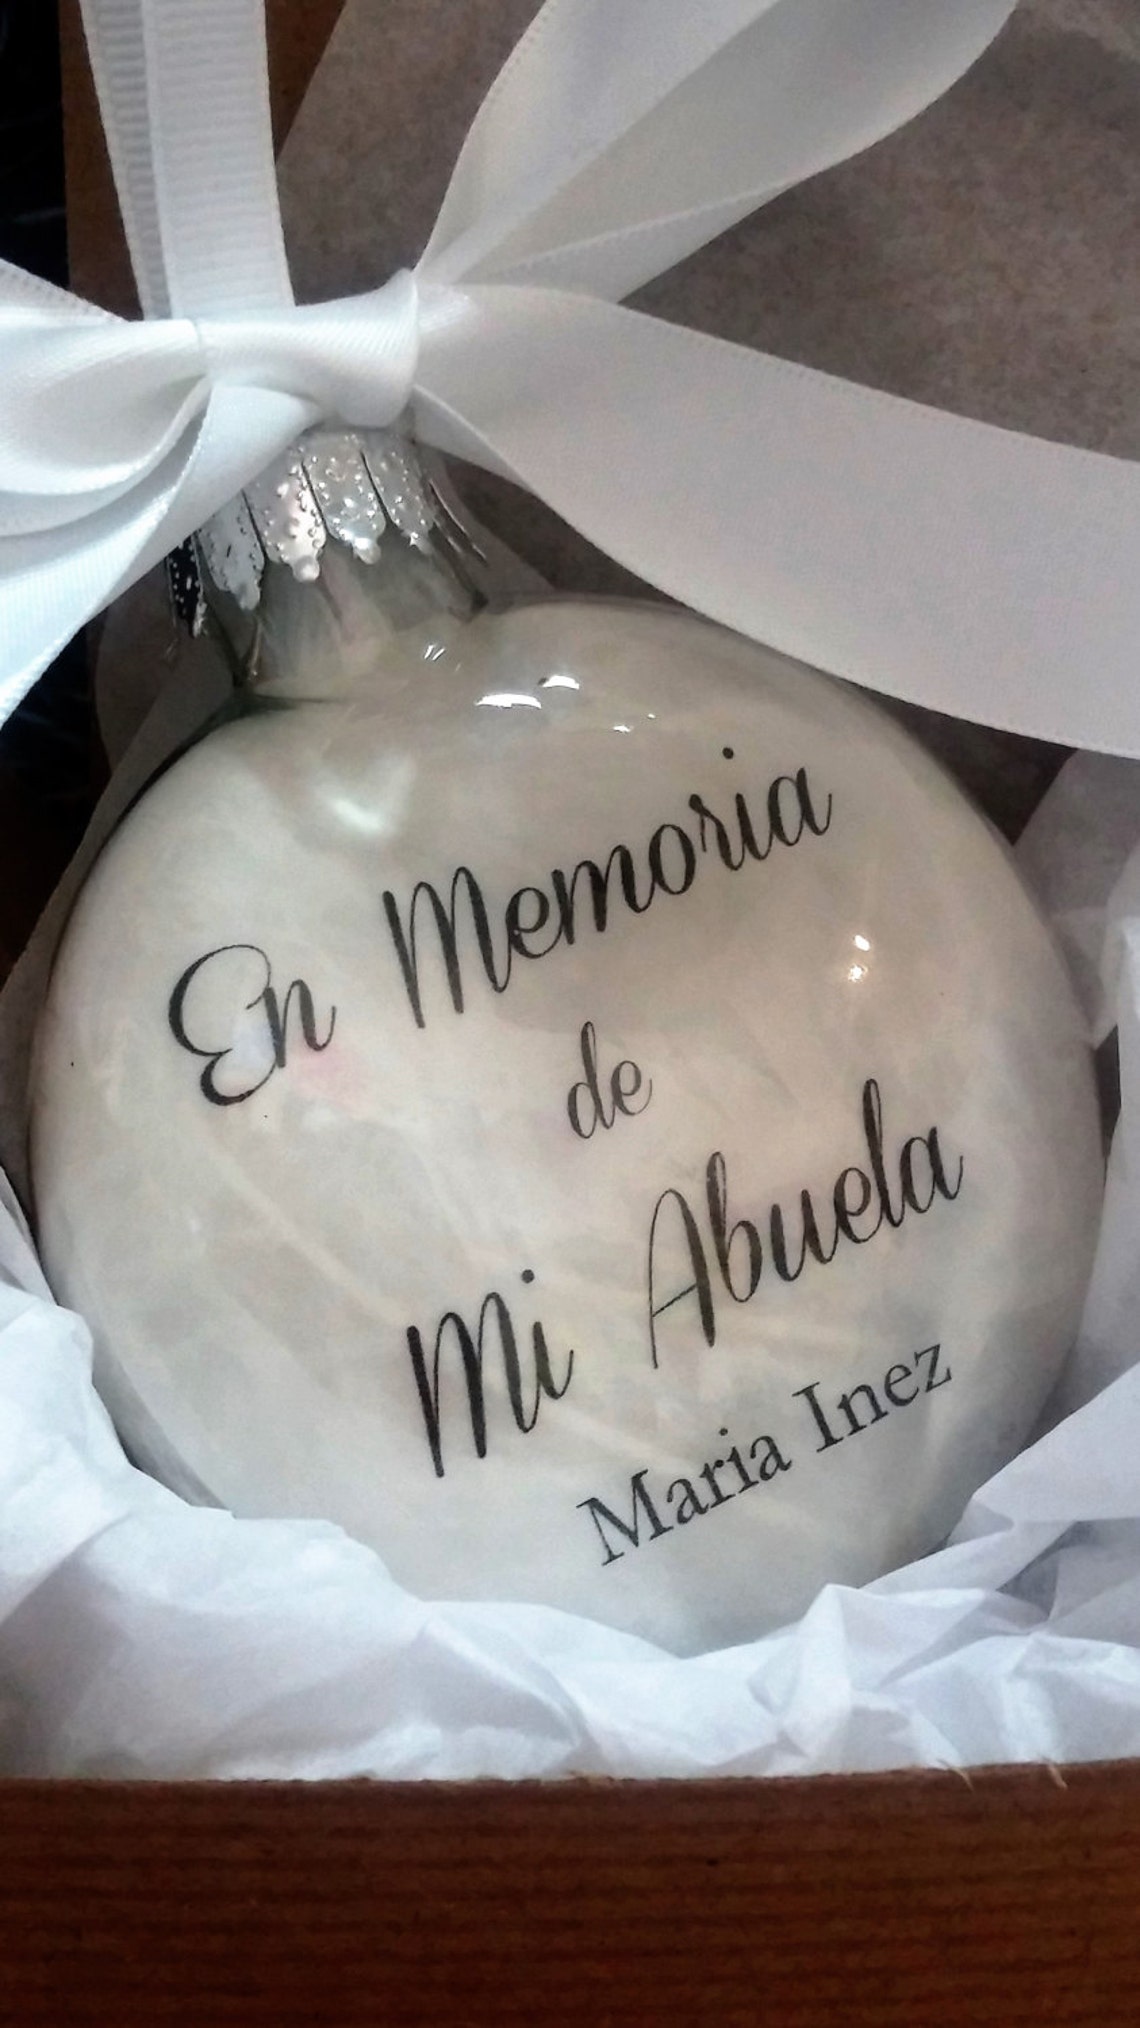 En Memoria
de
Mi Abuela
Maria Inez